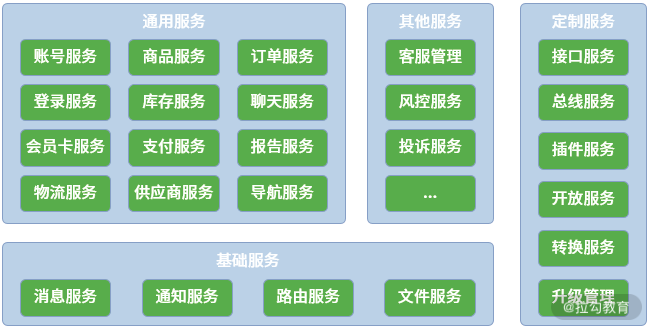 通用服务
账号服务 商品服务 订单服务
登录服务 库存服务 聊天服务
会员卡服务 支付服务 报告服务
物流服务 供应商服务 导航服务
其他服务
客服管理
风控服务
投诉服务
...
定制服务
接口服务
总线服务
插件服务
开放服务
转换服务
升级管理
基础服务
消息服务 通知服务 路由服务 文件服务
@拉勾教育